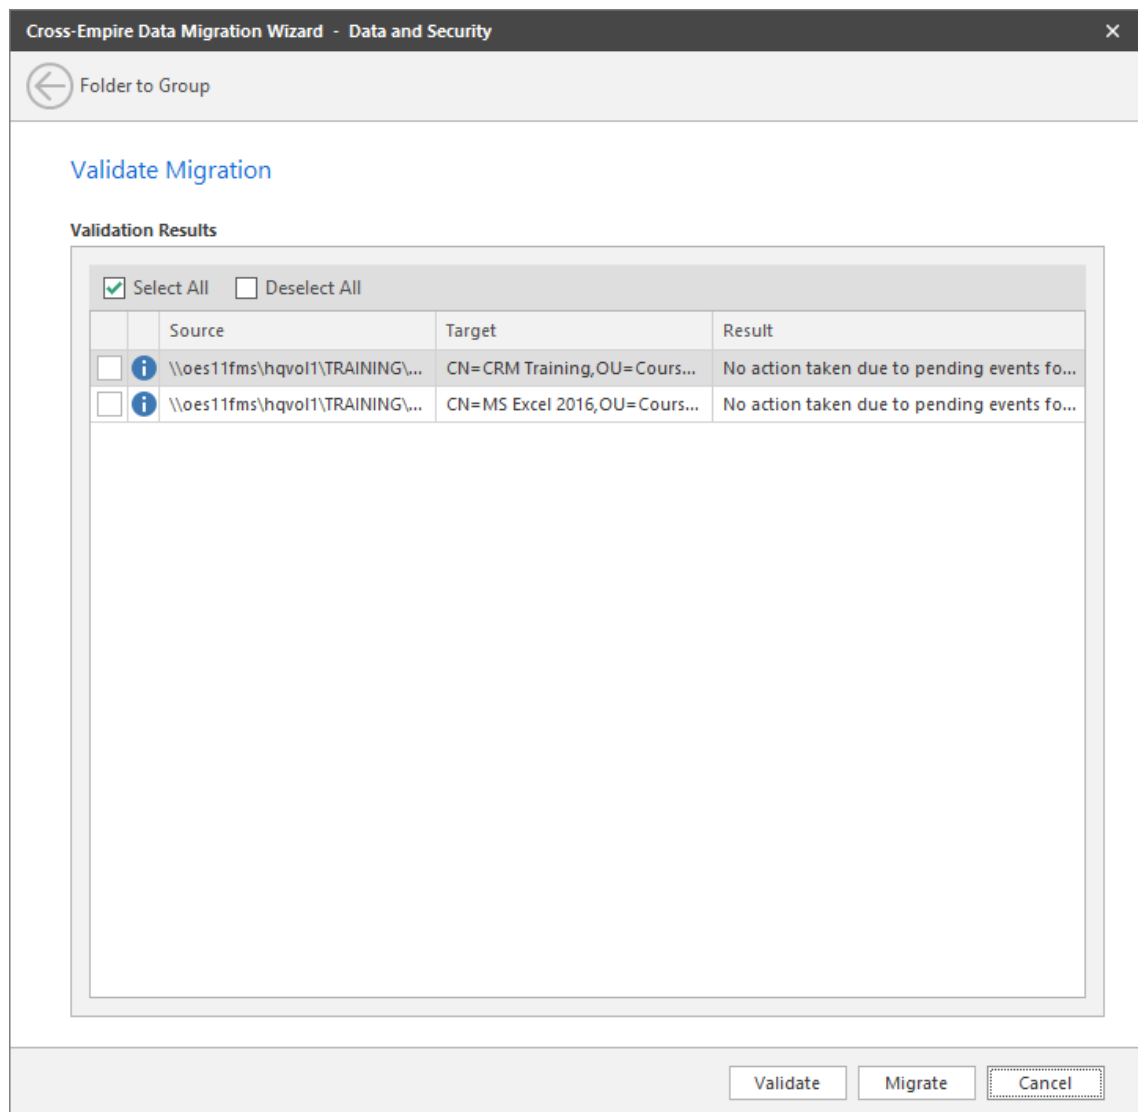 Cross-Empire Data Migration Wizard - Data and Security
Folder to Group
Validate Migration
Validation Results
Select All Deselect All
Source Target Result
\\oes11fms\hqvol1\TRAINING\... CN=CRM Training,OU=Cours... No action taken due to pending events fo...
\\oes11fms\hqvol1\TRAINING\... CN=MS Excel 2016,OU=Cours... No action taken due to pending events fo...
Validate Migrate Cancel